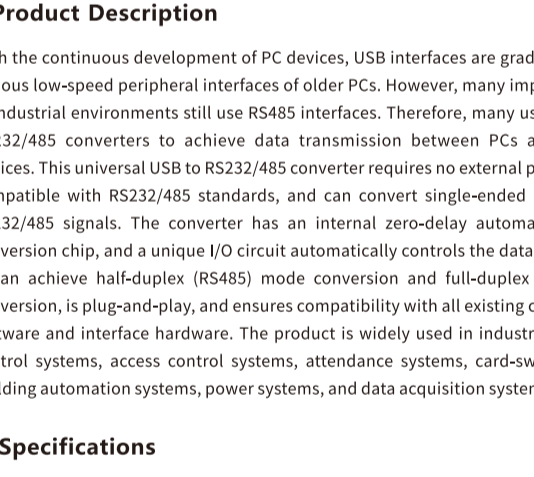 Product Description
h the continuous development of PC devices, USB interfaces are grad
ous low-speed peripheral interfaces of older PCs. However, many imp
ndustrial environments still use RS485 interfaces. Therefore, many us
32/485 converters to achieve data transmission between PCs a
ices. This universal USB to RS232/485 converter requires no external p
patible with RS232/485 standards, and can convert single-ended
32/485 signals. The converter has an internal zero-delay automa
version chip, and a unique I/O circuit automatically controls the data
an achieve half-duplex (RS485) mode conversion and full-duplex
version, is plug-and-play, and ensures compatibility with all existing c
ware and interface hardware. The product is widely used in industr
trol systems, access control systems, attendance systems, card-sw
lding automation systems, power systems, and data acquisition system
Specifications